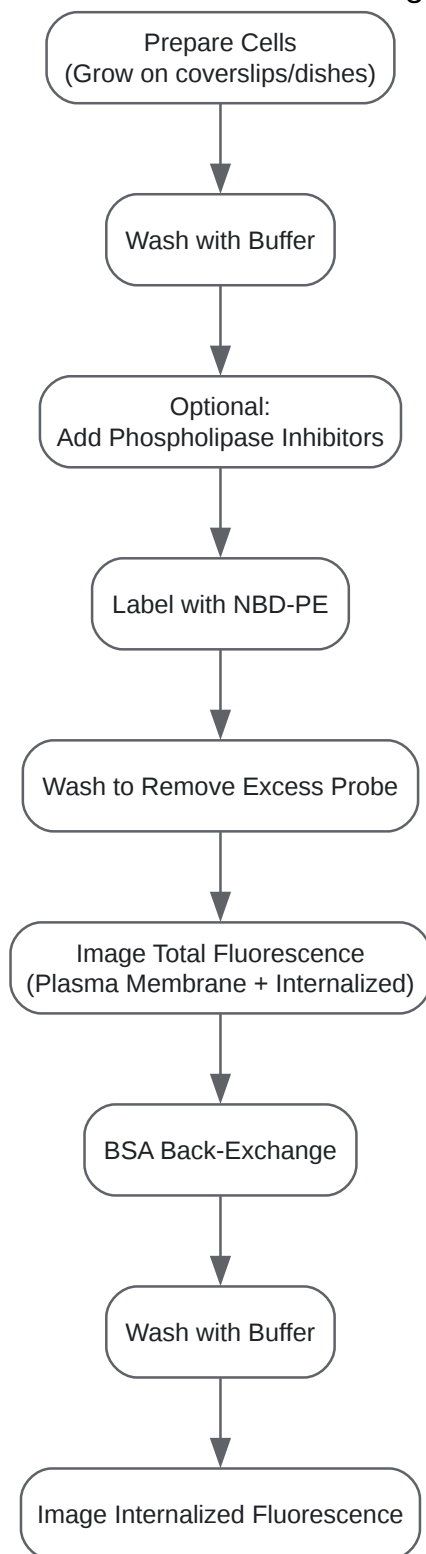 Prepare Cells
(Grow on coverslips/dishes)
Wash with Buffer
Optional:
Add Phospholipase Inhibitors
Label with NBD-PE
Wash to Remove Excess Probe
Image Total Fluorescence
(Plasma Membrane + Internalized)
BSA Back-Exchange
Wash with Buffer
Image Internalized Fluorescence